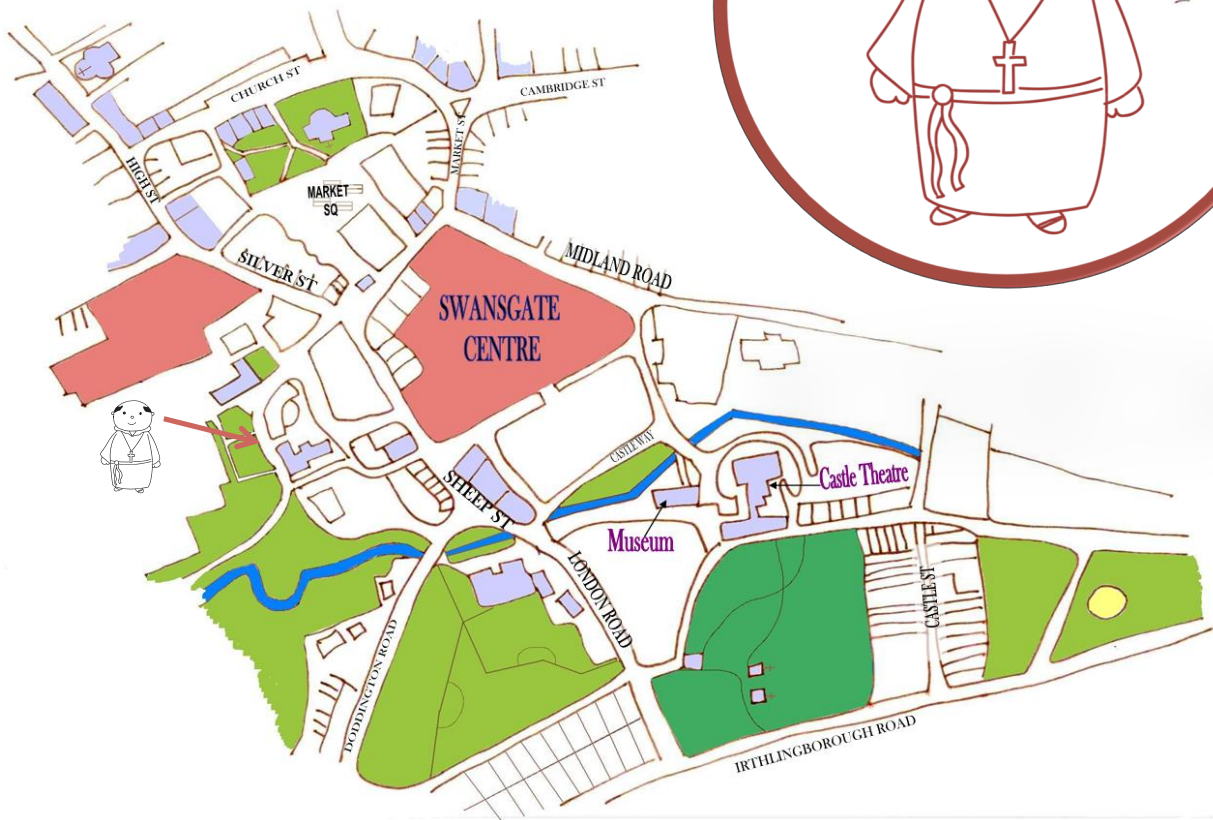 CHURCH ST
CAMBRIDGE ST
MARKET ST
HIGH ST
MARKET
SQ
SILVER ST
MIDLAND ROAD
SWANSGATE
CENTRE
CASTLE WAY
Castle Theatre
SHEEP ST
Museum
LONDON ROAD
CASTLE ST
DODDINGTON ROAD
IRTHLINGBOROUGH ROAD